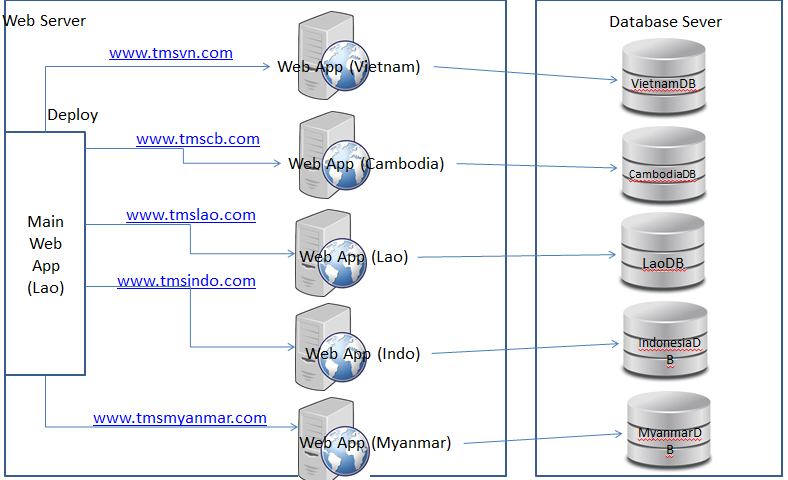 Web Server
Database Sever
www.tmsvn.com
Web App (Vietnam)
VietnamDB
Deploy
www.tmscb.com
Web App (Cambodia)
CambodiaDB
Main
Web
App
(Lao)
www.tmslao.com
Web App (Lao)
LaoDB
www.tmsindo.com
Web App (Indo)
IndonesiaD
B
www.tmsmyanmar.com
Web App (Myanmar)
MyanmarD
B